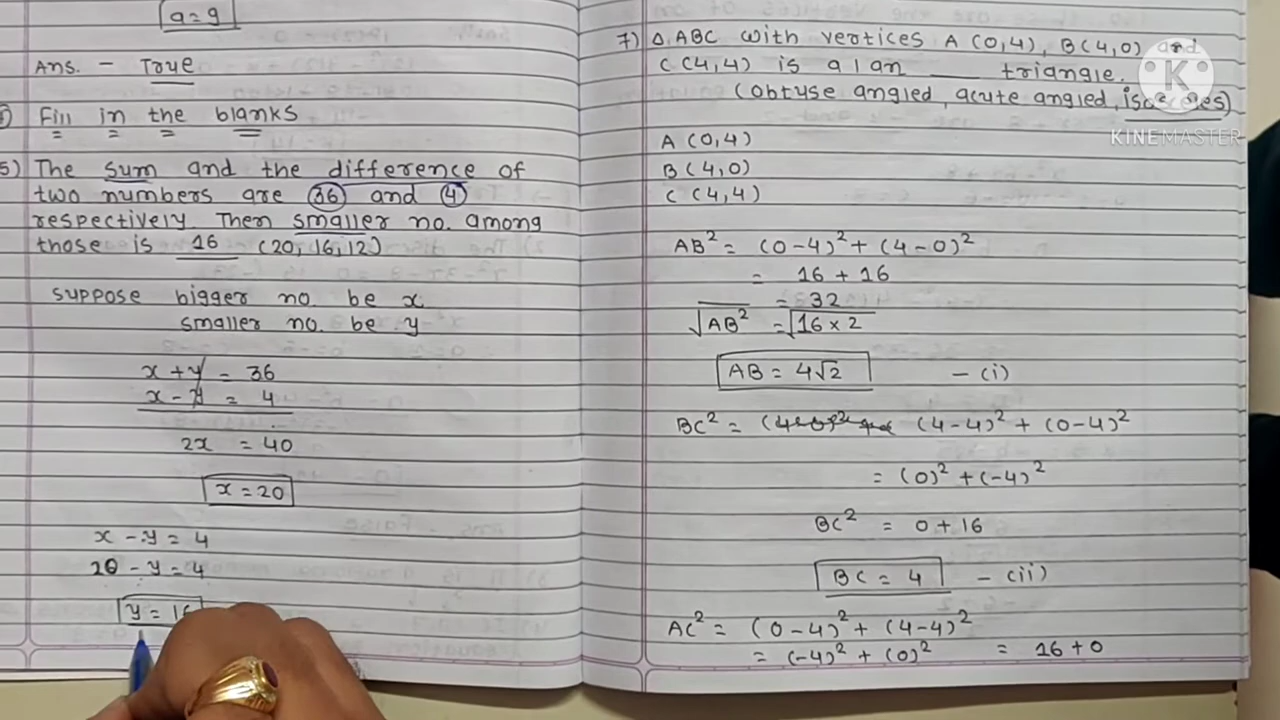 a = 9
Ans. - True
Fill in the blanks
5) The sum and the difference of
two numbers are 36 and 4
respectively. Then smaller no. among
those is 16 (20, 16, 12)
suppose bigger no. be x
smaller no. be y
x + y = 36
x - y = 4
2x = 40
x = 20
x - y = 4
20 - y = 4
y = 16
7) Δ ABC with vertices A (0,4), B(4,0) and
C (4,4) is a | an ___ triangle.
(obtuse angled, acute angled, isosceles)
A (0,4)
B (4,0)
C (4,4)
AB² = (0-4)² + (4-0)²
= 16 + 16
= 32
√AB² = √16 × 2
AB = 4√2 - (i)
BC² = (4-4)² + (0-4)²
= (0)² + (-4)²
BC² = 0 + 16
BC = 4 - (ii)
AC² = (0-4)² + (4-4)²
= (-4)² + (0)² = 16 + 0
K
KINEMASTER